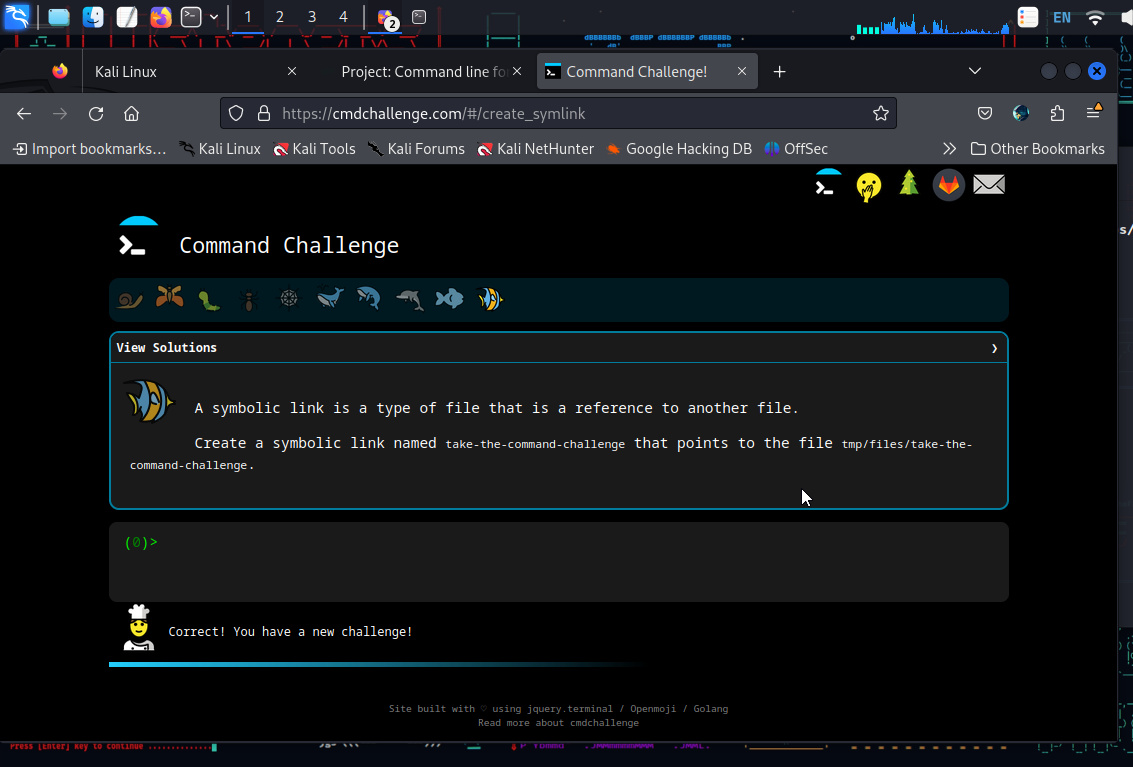 1 2 3 4 2 EN
Kali Linux Project: Command line fo Command Challenge!
https://cmdchallenge.com/#/create_symlink
Import bookmarks… Kali Linux Kali Tools Kali Forums Kali NetHunter Google Hacking DB OffSec Other Bookmarks
s/
Command Challenge
View Solutions
A symbolic link is a type of file that is a reference to another file.
Create a symbolic link named take-the-command-challenge that points to the file tmp/files/take-the-
command-challenge.
(0)>
Correct! You have a new challenge!
Site built with ♡ using jquery.terminal / Openmoji / Golang
Read more about cmdchallenge
Press [Enter] key to continue ..............